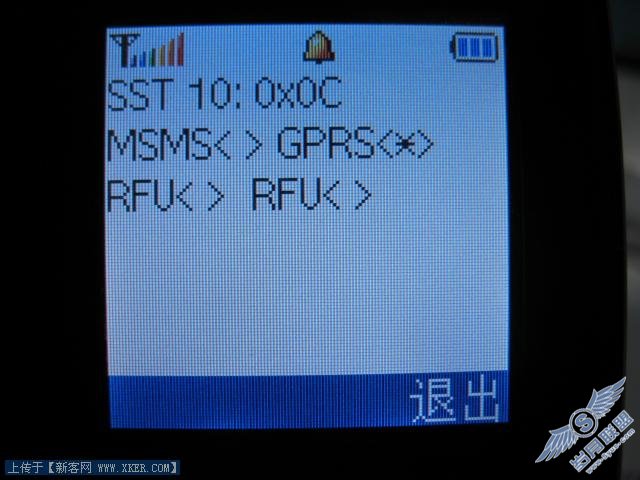 SST 10: 0x0C
MSMS< > GPRS<*>
RFU< > RFU< >
退出
上传于【新客网 www.XKER.com】